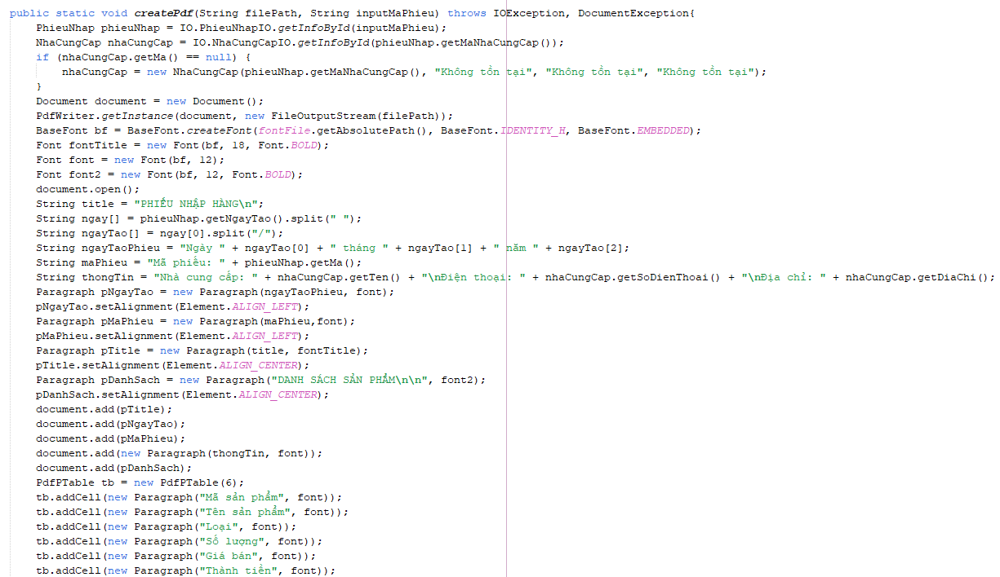 public static void createPdf(String filePath, String inputMaPhieu) throws IOException, DocumentException{
    PhieuNhap phieuNhap = IO.PhieuNhapIO.getInfoById(inputMaPhieu);
    NhaCungCap nhaCungCap = IO.NhaCungCapIO.getInfoById(phieuNhap.getMaNhaCungCap());
    if (nhaCungCap.getMa() == null) {
        nhaCungCap = new NhaCungCap(phieuNhap.getMaNhaCungCap(), "Không tồn tại", "Không tồn tại", "Không tồn tại");
    }
    Document document = new Document();
    PdfWriter.getInstance(document, new FileOutputStream(filePath));
    BaseFont bf = BaseFont.createFont(fontFile.getAbsolutePath(), BaseFont.IDENTITY_H, BaseFont.EMBEDDED);
    Font fontTitle = new Font(bf, 18, Font.BOLD);
    Font font = new Font(bf, 12);
    Font font2 = new Font(bf, 12, Font.BOLD);
    document.open();
    String title = "PHIẾU NHẬP HÀNG\n";
    String ngay[] = phieuNhap.getNgayTao().split(" ");
    String ngayTao[] = ngay[0].split("/");
    String ngayTaoPhieu = "Ngày " + ngayTao[0] + " tháng " + ngayTao[1] + " năm " + ngayTao[2];
    String maPhieu = "Mã phiếu: " + phieuNhap.getMa();
    String thongTin = "Nhà cung cấp: " + nhaCungCap.getTen() + "\nĐiện thoại: " + nhaCungCap.getSoDienThoai() + "\nĐịa chỉ: " + nhaCungCap.getDiaChi();
    Paragraph pNgayTao = new Paragraph(ngayTaoPhieu, font);
    pNgayTao.setAlignment(Element.ALIGN_LEFT);
    Paragraph pMaPhieu = new Paragraph(maPhieu,font);
    pMaPhieu.setAlignment(Element.ALIGN_LEFT);
    Paragraph pTitle = new Paragraph(title, fontTitle);
    pTitle.setAlignment(Element.ALIGN_CENTER);
    Paragraph pDanhSach = new Paragraph("DANH SÁCH SẢN PHẨM\n\n", font2);
    pDanhSach.setAlignment(Element.ALIGN_CENTER);
    document.add(pTitle);
    document.add(pNgayTao);
    document.add(pMaPhieu);
    document.add(new Paragraph(thongTin, font));
    document.add(pDanhSach);
    PdfPTable tb = new PdfPTable(6);
    tb.addCell(new Paragraph("Mã sản phẩm", font));
    tb.addCell(new Paragraph("Tên sản phẩm", font));
    tb.addCell(new Paragraph("Loại", font));
    tb.addCell(new Paragraph("Số lượng", font));
    tb.addCell(new Paragraph("Giá bán", font));
    tb.addCell(new Paragraph("Thành tiền", font));